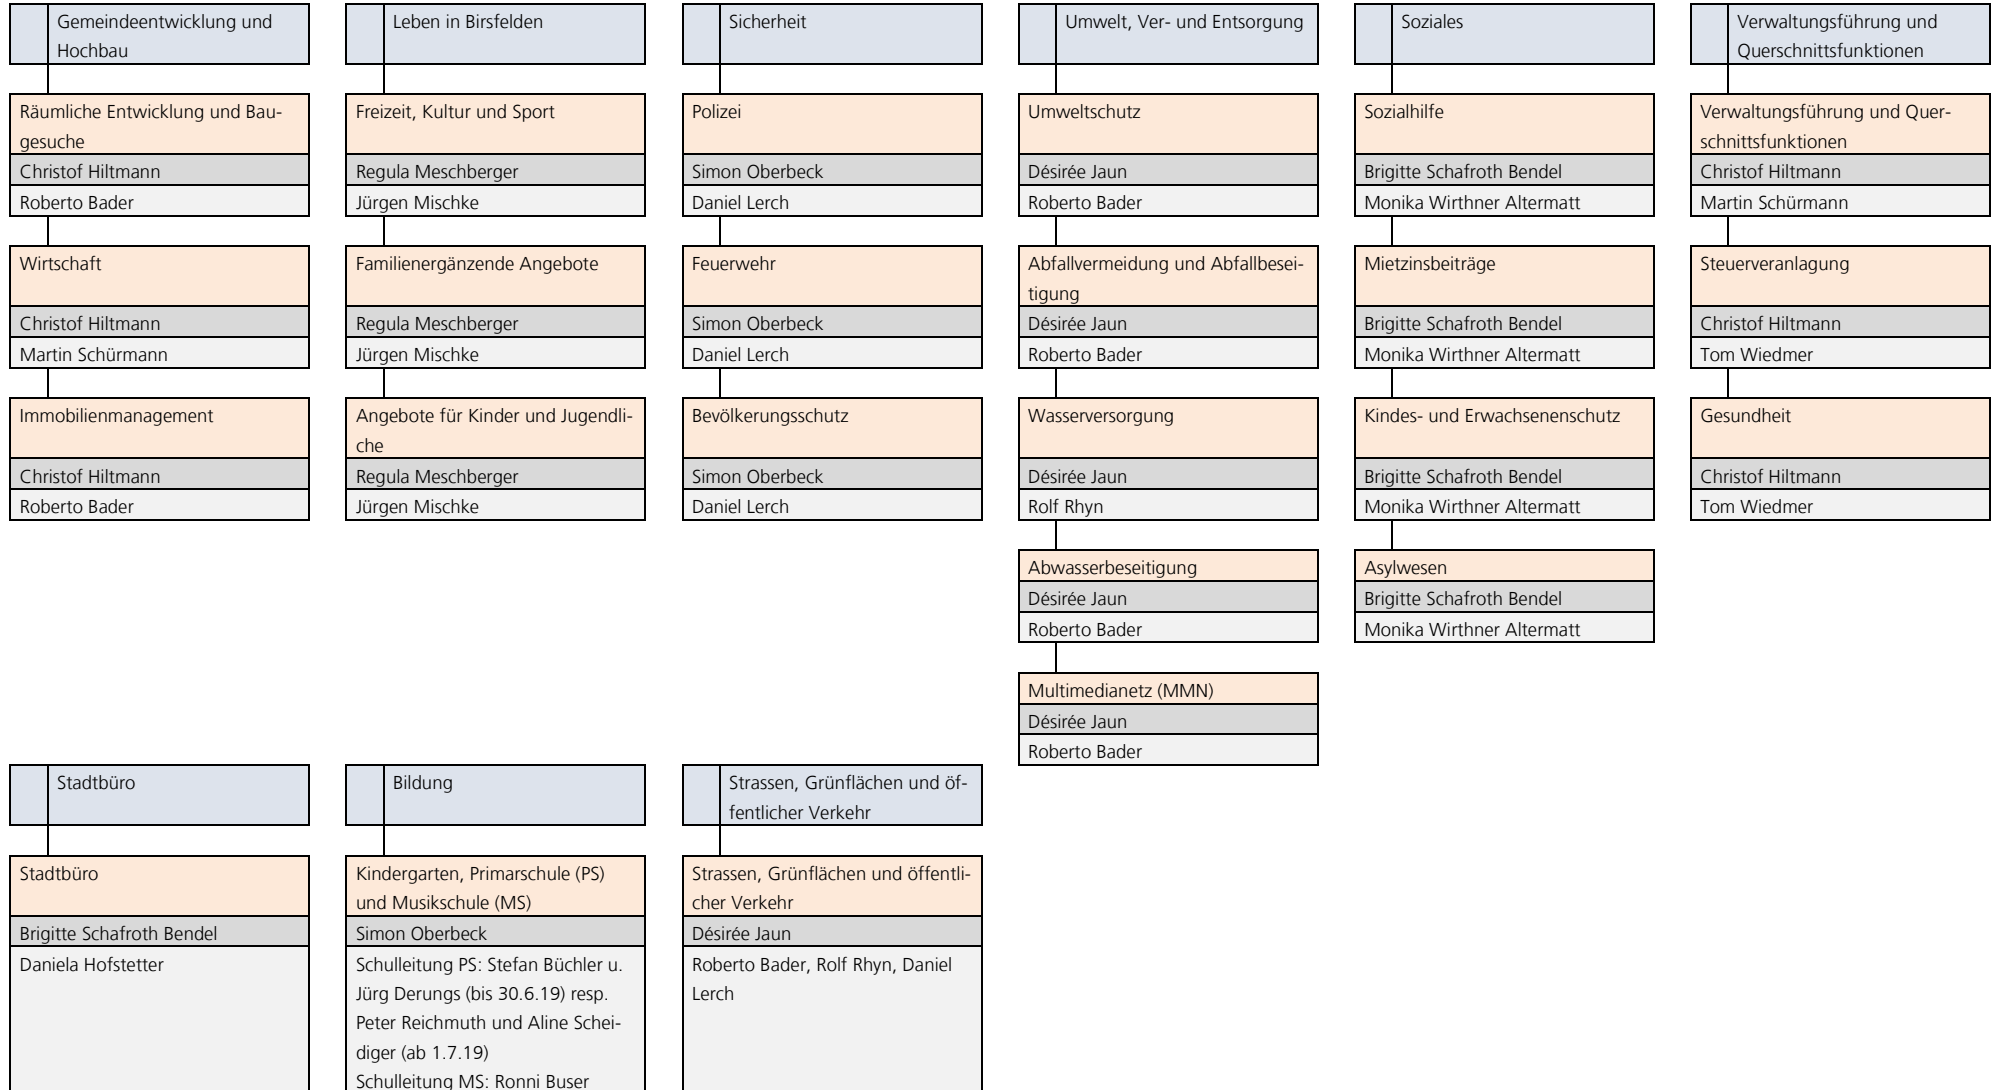 Gemeindeentwicklung und
Hochbau
Räumliche Entwicklung und Bau-
gesuche
Christof Hiltmann
Roberto Bader
Wirtschaft
Christof Hiltmann
Martin Schürmann
Immobilienmanagement
Christof Hiltmann
Roberto Bader
Leben in Birsfelden
Freizeit, Kultur und Sport
Regula Meschberger
Jürgen Mischke
Familienergänzende Angebote
Regula Meschberger
Jürgen Mischke
Angebote für Kinder und Jugendli-
che
Regula Meschberger
Jürgen Mischke
Sicherheit
Polizei
Simon Oberbeck
Daniel Lerch
Feuerwehr
Simon Oberbeck
Daniel Lerch
Bevölkerungsschutz
Simon Oberbeck
Daniel Lerch
Umwelt, Ver- und Entsorgung
Umweltschutz
Désirée Jaun
Roberto Bader
Abfallvermeidung und Abfallbesei-
tigung
Désirée Jaun
Roberto Bader
Wasserversorgung
Désirée Jaun
Rolf Rhyn
Abwasserbeseitigung
Désirée Jaun
Roberto Bader
Multimedianetz (MMN)
Désirée Jaun
Roberto Bader
Soziales
Sozialhilfe
Brigitte Schafroth Bendel
Monika Wirthner Altermatt
Mietzinsbeiträge
Brigitte Schafroth Bendel
Monika Wirthner Altermatt
Kindes- und Erwachsenenschutz
Brigitte Schafroth Bendel
Monika Wirthner Altermatt
Asylwesen
Brigitte Schafroth Bendel
Monika Wirthner Altermatt
Verwaltungsführung und
Querschnittsfunktionen
Verwaltungsführung und Quer-
schnittsfunktionen
Christof Hiltmann
Martin Schürmann
Steuerveranlagung
Christof Hiltmann
Tom Wiedmer
Gesundheit
Christof Hiltmann
Tom Wiedmer
Stadtbüro
Stadtbüro
Brigitte Schafroth Bendel
Daniela Hofstetter
Bildung
Kindergarten, Primarschule (PS)
und Musikschule (MS)
Simon Oberbeck
Schulleitung PS: Stefan Büchler u.
Jürg Derungs (bis 30.6.19) resp.
Peter Reichmuth und Aline Schei-
diger (ab 1.7.19)
Schulleitung MS: Ronni Buser
Strassen, Grünflächen und öf-
fentlicher Verkehr
Strassen, Grünflächen und öffentli-
cher Verkehr
Désirée Jaun
Roberto Bader, Rolf Rhyn, Daniel
Lerch